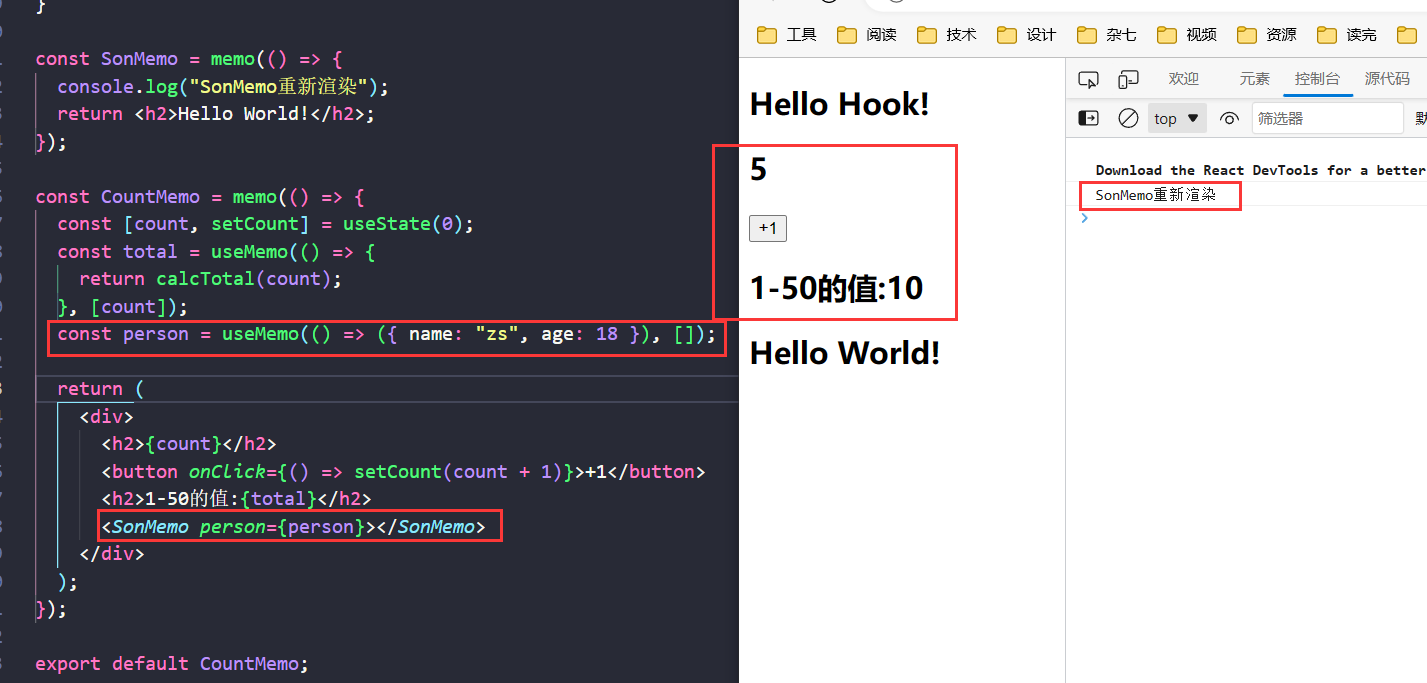 }
const SonMemo = memo(() => {
console.log("SonMemo重新渲染");
return <h2>Hello World!</h2>;
});
const CountMemo = memo(() => {
const [count, setCount] = useState(0);
const total = useMemo(() => {
return calcTotal(count);
}, [count]);
const person = useMemo(() => ({ name: "zs", age: 18 }), []);
return (
<div>
<h2>{count}</h2>
<button onClick={() => setCount(count + 1)}>+1</button>
<h2>1-50的值:{total}</h2>
<SonMemo person={person}></SonMemo>
</div>
);
});
export default CountMemo;
工具 阅读 技术 设计 杂七 视频 资源 读完
Hello Hook!
5
+1
1-50的值:10
Hello World!
欢迎 元素 控制台 源代码
top ▼ 筛选器
Download the React DevTools for a better
SonMemo重新渲染
>